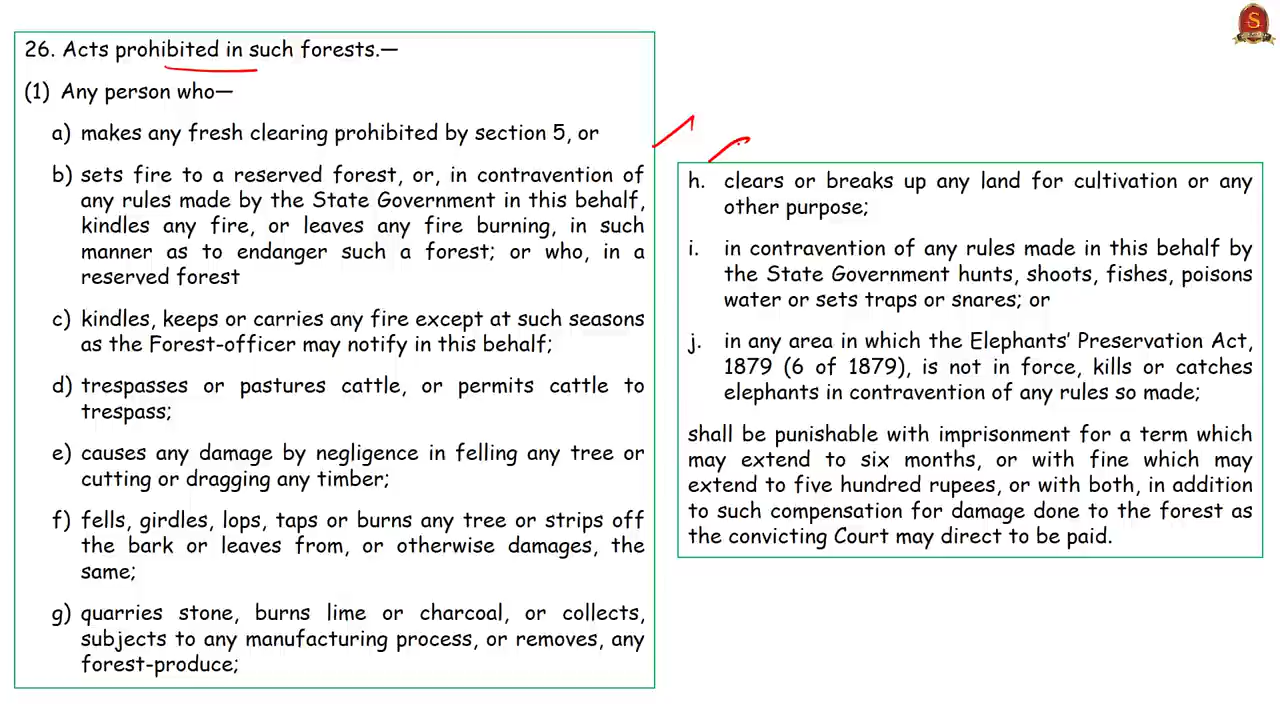 26. Acts prohibited in such forests.—
(1) Any person who—
a) makes any fresh clearing prohibited by section 5, or
b) sets fire to a reserved forest, or, in contravention of
any rules made by the State Government in this behalf,
kindles any fire, or leaves any fire burning, in such
manner as to endanger such a forest; or who, in a
reserved forest
c) kindles, keeps or carries any fire except at such seasons
as the Forest-officer may notify in this behalf;
d) trespasses or pastures cattle, or permits cattle to
trespass;
e) causes any damage by negligence in felling any tree or
cutting or dragging any timber;
f) fells, girdles, lops, taps or burns any tree or strips off
the bark or leaves from, or otherwise damages, the
same;
g) quarries stone, burns lime or charcoal, or collects,
subjects to any manufacturing process, or removes, any
forest-produce;
h. clears or breaks up any land for cultivation or any
other purpose;
i. in contravention of any rules made in this behalf by
the State Government hunts, shoots, fishes, poisons
water or sets traps or snares; or
j. in any area in which the Elephants’ Preservation Act,
1879 (6 of 1879), is not in force, kills or catches
elephants in contravention of any rules so made;
shall be punishable with imprisonment for a term which
may extend to six months, or with fine which may
extend to five hundred rupees, or with both, in addition
to such compensation for damage done to the forest as
the convicting Court may direct to be paid.